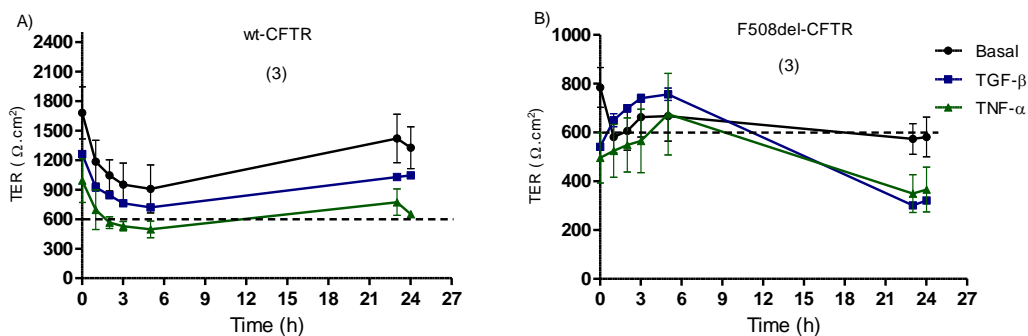 A)
wt-CFTR
(3)
TER ( Ω.cm²)
2400
2100
1800
1500
1200
900
600
300
0
0 3 6 9 12 15 18 21 24 27
Time (h)
B)
F508del-CFTR
(3)
TER ( Ω.cm²)
1000
800
600
400
200
0
0 3 6 9 12 15 18 21 24 27
Time (h)
Basal
TGF-β
TNF-α